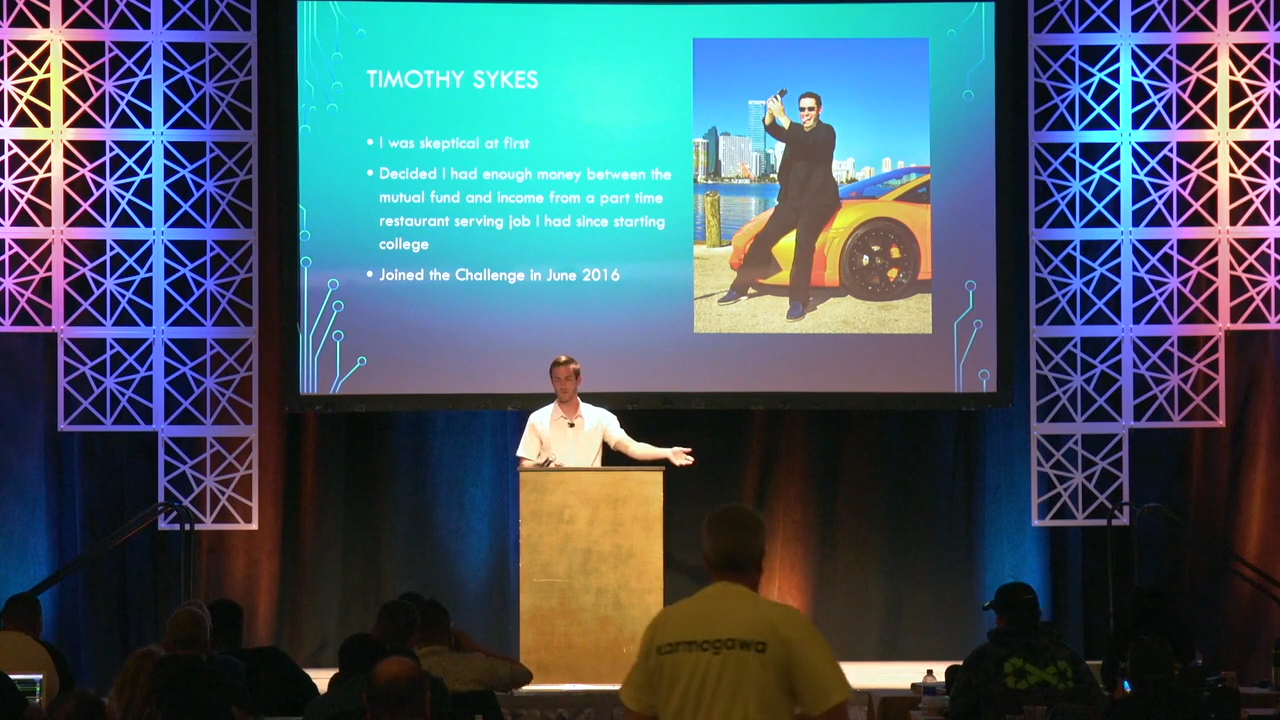 TIMOTHY SYKES
• I was skeptical at first
• Decided I had enough money between the
mutual fund and income from a part time
restaurant serving job I had since starting
college
• Joined the Challenge in June 2016
karmagawa